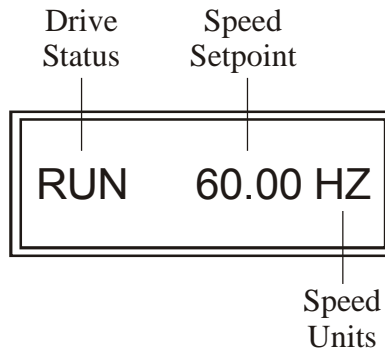 Drive
Status
Speed
Setpoint
RUN 60.00 HZ
Speed
Units